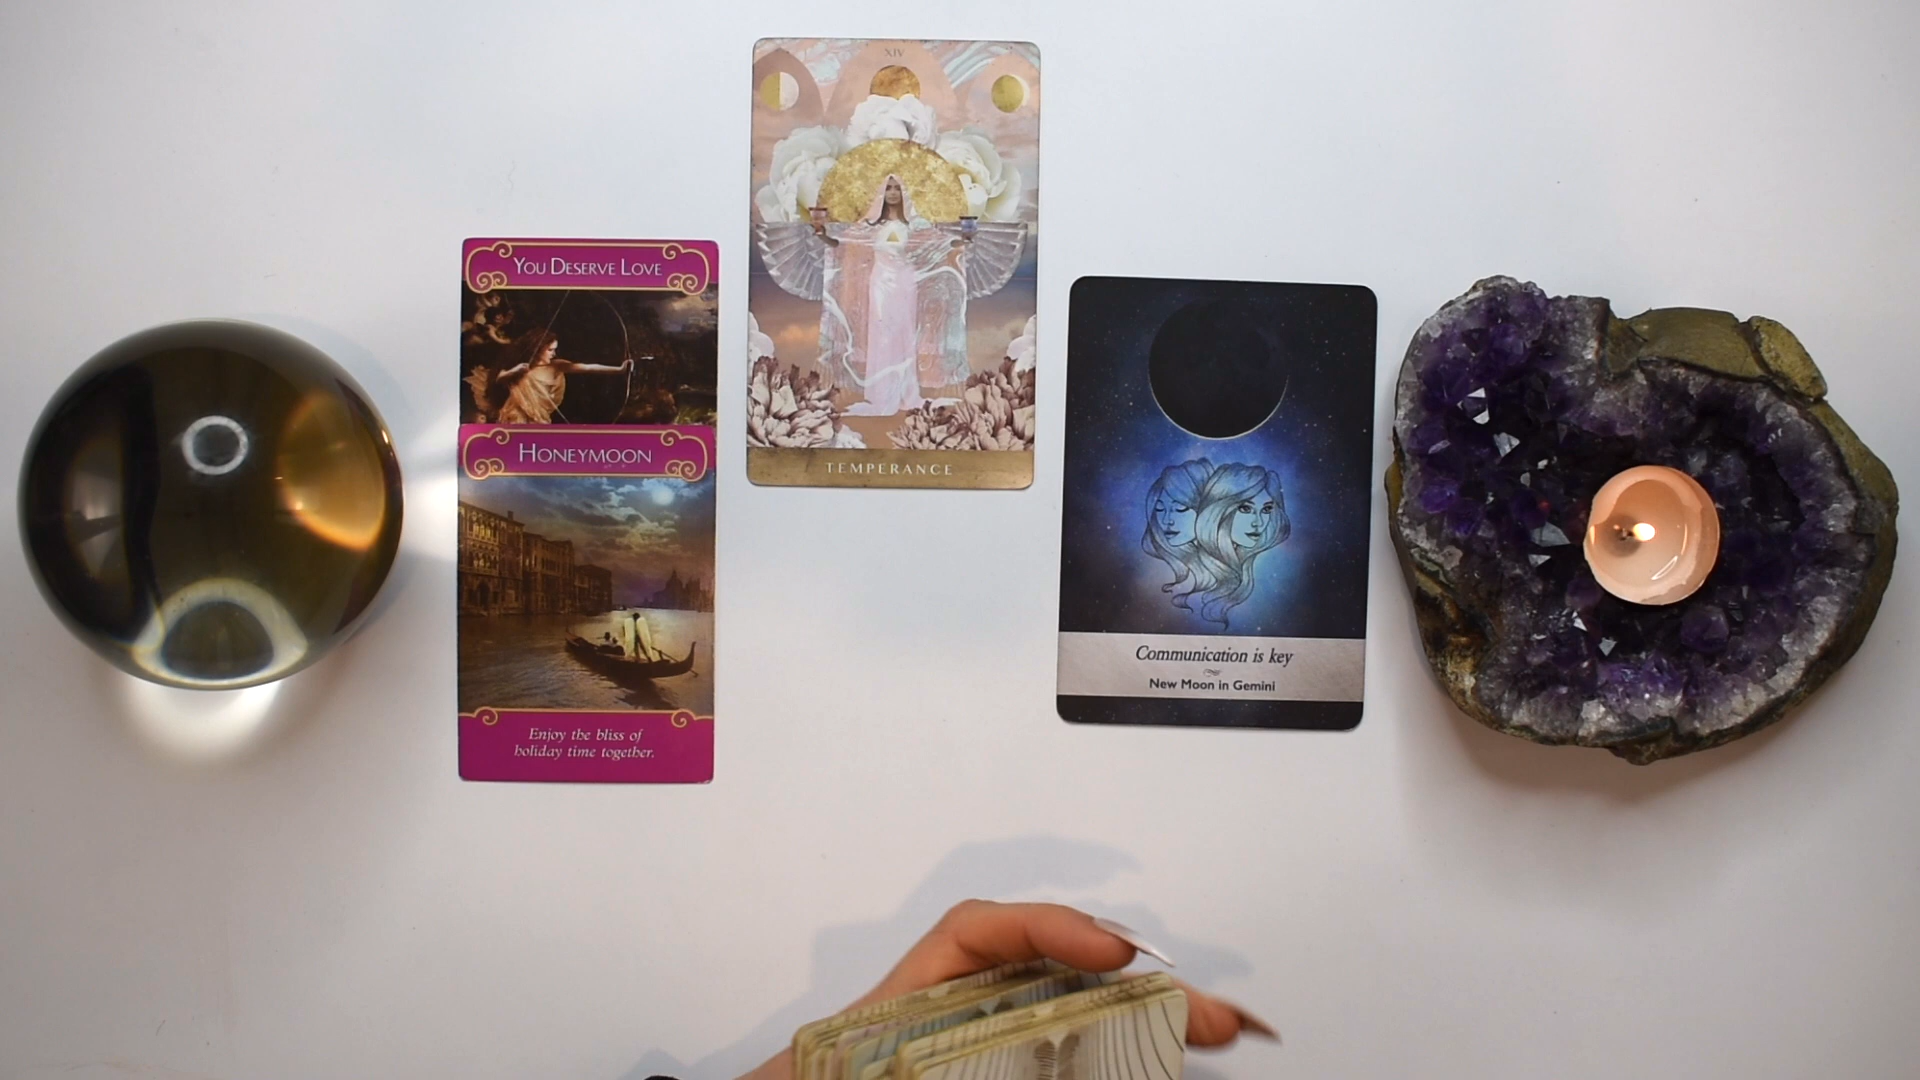 YOU DESERVE LOVE
HONEYMOON
Enjoy the bliss of
holiday time together.
XIV
TEMPERANCE
Communication is key
New Moon in Gemini